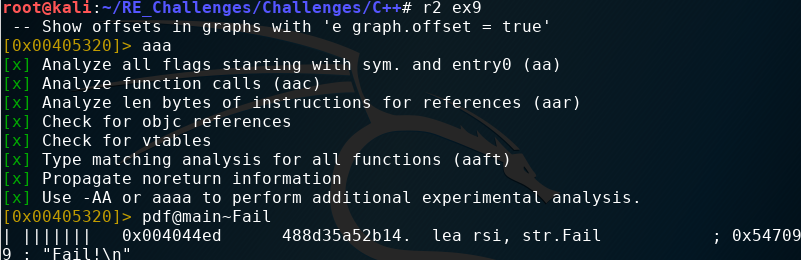 root@kali:~/RE_Challenges/Challenges/C++# r2 ex9
 -- Show offsets in graphs with 'e graph.offset = true'
[0x00405320]> aaa
[x] Analyze all flags starting with sym. and entry0 (aa)
[x] Analyze function calls (aac)
[x] Analyze len bytes of instructions for references (aar)
[x] Check for objc references
[x] Check for vtables
[x] Type matching analysis for all functions (aaft)
[x] Propagate noreturn information
[x] Use -AA or aaaa to perform additional experimental analysis.
[0x00405320]> pdf@main~Fail
| |||||||   0x004044ed      488d35a52b14.  lea rsi, str.Fail           ; 0x54709
9 ; "Fail!\n"